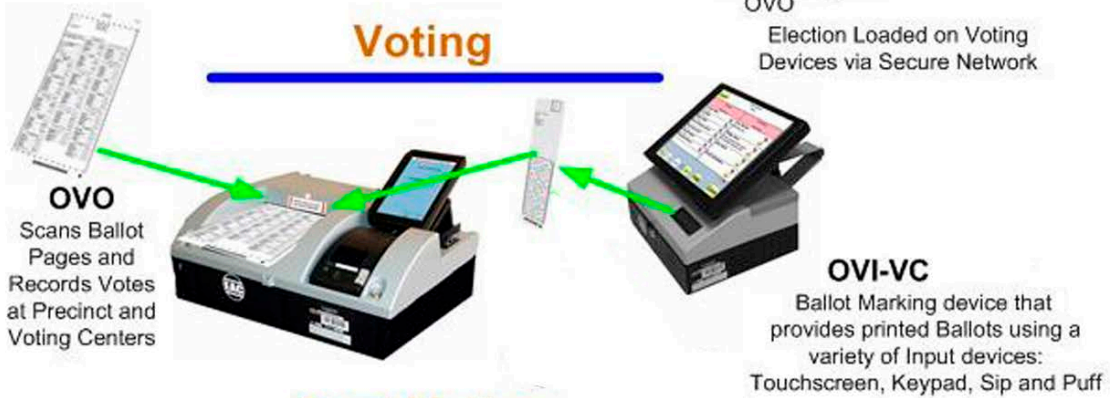 OVO
Election Loaded on Voting
Devices via Secure Network
Voting
OVO
Scans Ballot
Pages and
Records Votes
at Precinct and
Voting Centers
OVI-VC
Ballot Marking device that
provides printed Ballots using a
variety of Input devices:
Touchscreen, Keypad, Sip and Puff